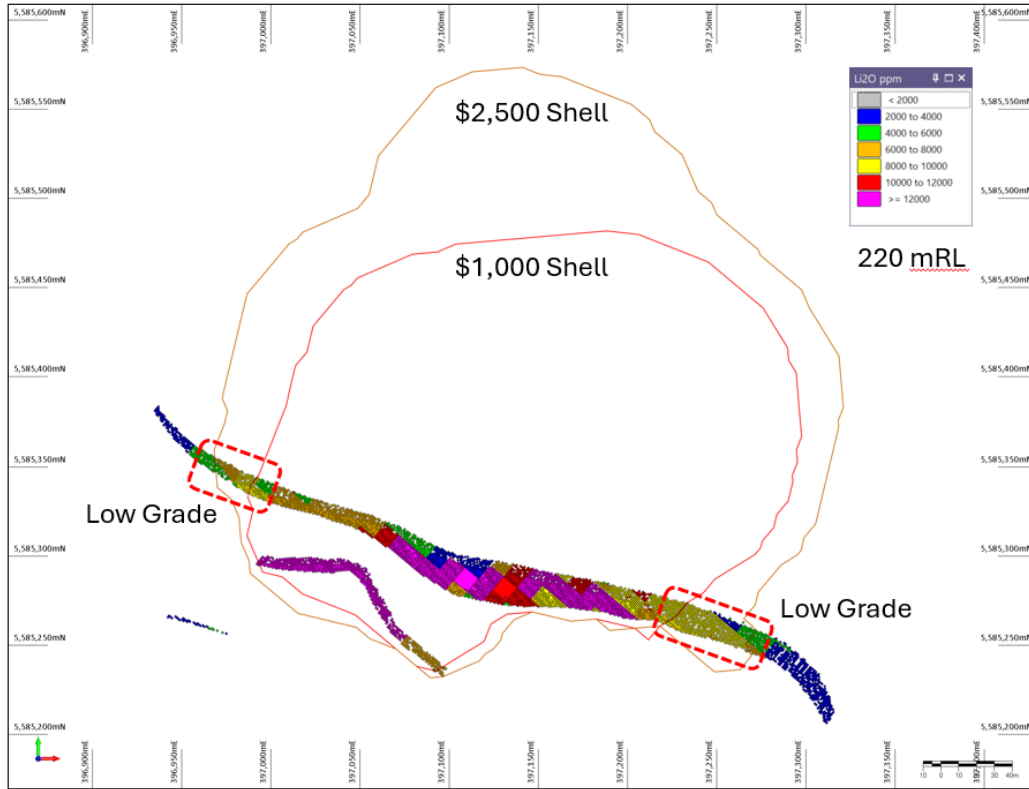 396,900mE
396,950mE
397,000mE
397,050mE
397,100mE
397,150mE
397,200mE
397,250mE
397,300mE
397,350mE
397,400mE
5,585,600mN
5,585,600mN
$2,500 Shell
Li2O ppm
< 2000
2000 to 4000
4000 to 6000
6000 to 8000
8000 to 10000
10000 to 12000
>= 12000
5,585,550mN
5,585,550mN
5,585,500mN
5,585,500mN
220 mRL
$1,000 Shell
5,585,450mN
5,585,450mN
5,585,400mN
5,585,400mN
5,585,350mN
5,585,350mN
Low Grade
5,585,300mN
5,585,300mN
Low Grade
5,585,250mN
5,585,250mN
5,585,200mN
5,585,200mN
396,900mE
396,950mE
397,000mE
397,050mE
397,100mE
397,150mE
397,200mE
397,250mE
397,300mE
397,350mE
397,400mE
10 0 10 20 30 40m